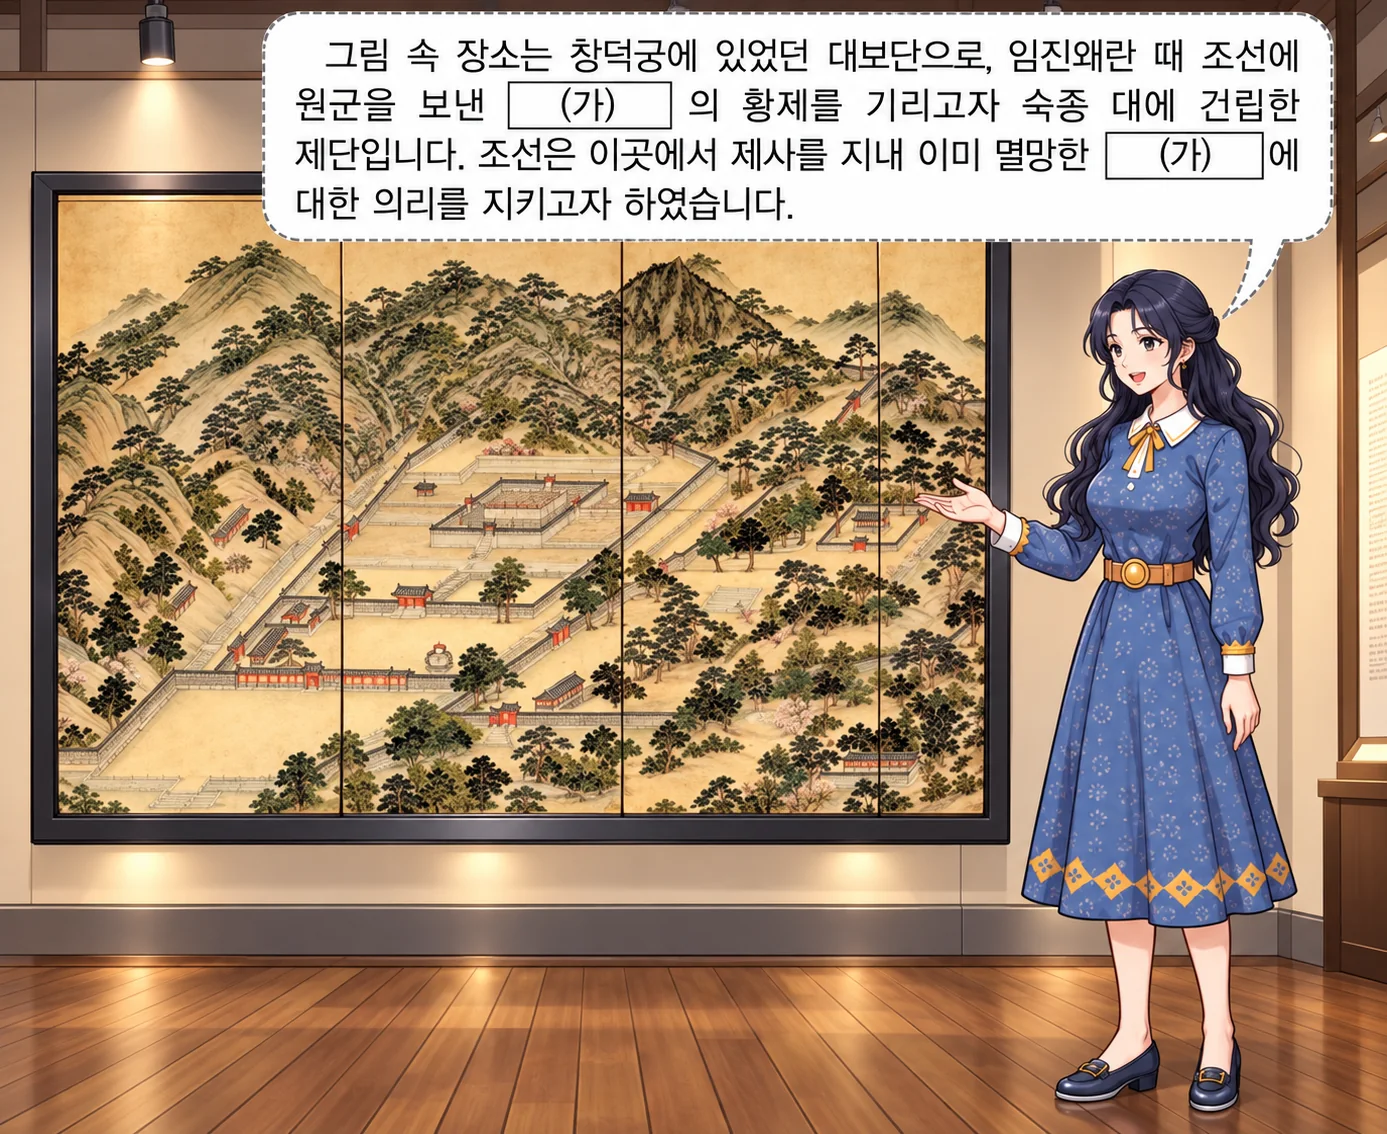 그림 속 장소는 창덕궁에 있었던 대보단으로, 임진왜란 때 조선에
원군을 보낸 (가) 의 황제를 기리고자 숙종 대에 건립한
제단입니다. 조선은 이곳에서 제사를 지내 이미 멸망한 (가) 에
대한 의리를 지키고자 하였습니다.